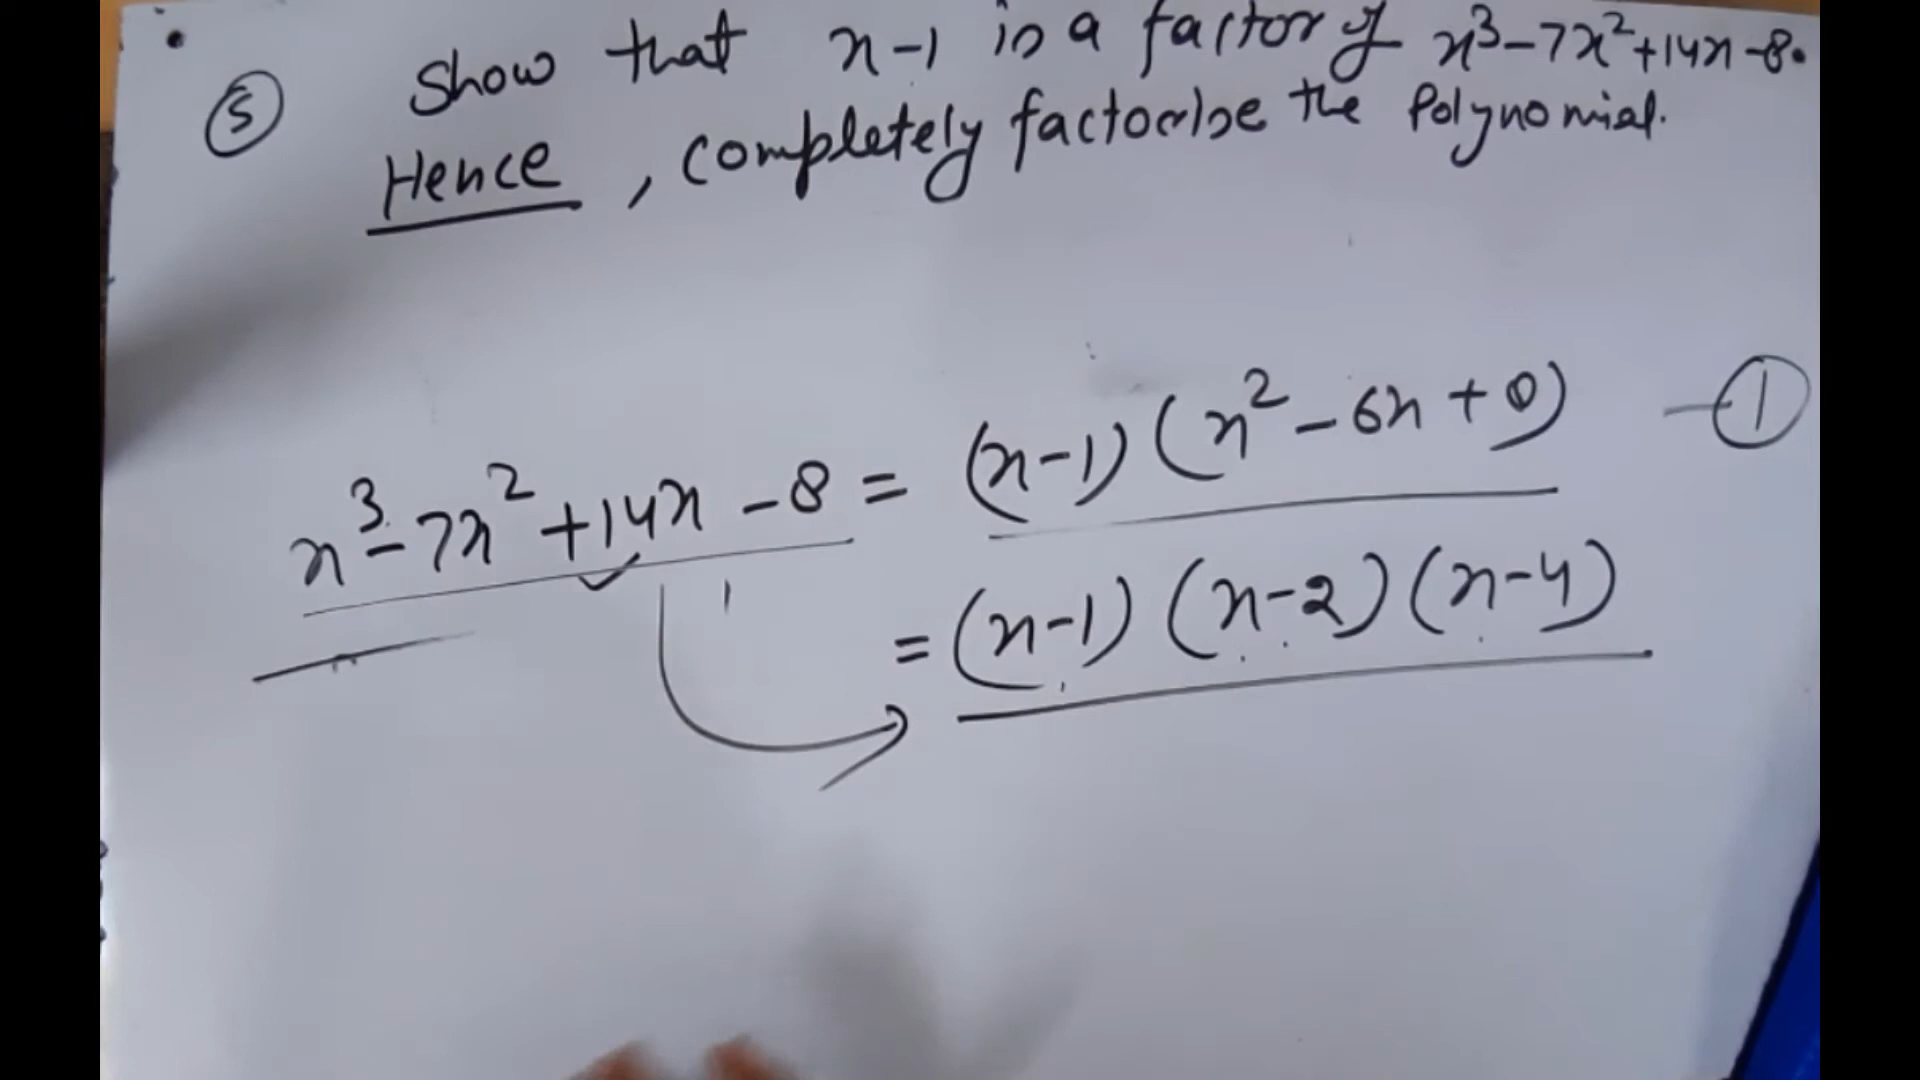 ⑤ Show that x-1 is a factor of x³-7x²+14x-8.
Hence, completely factorise the Polynomial.
x³-7x²+14x-8 = (x-1)(x²-6x+8) -①
= (x-1)(x-2)(x-4)